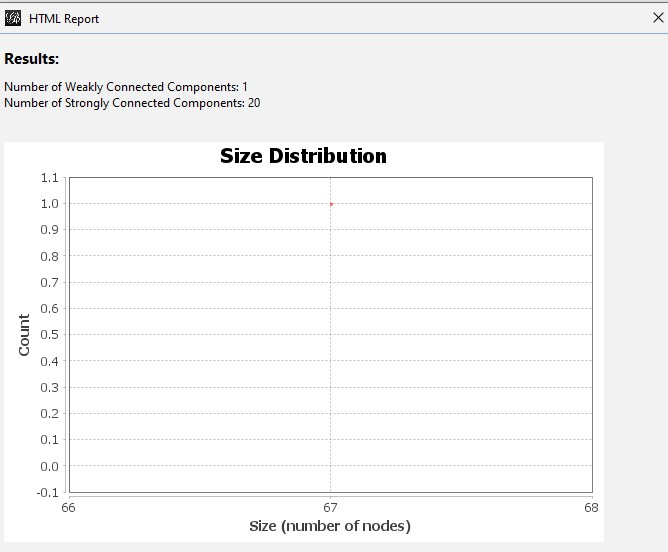 HTML Report
Results:
Number of Weakly Connected Components: 1
Number of Strongly Connected Components: 20
Size Distribution
1.1
1.0
0.9
0.8
0.7
0.6
0.5
0.4
0.3
0.2
0.1
0.0
-0.1
Count
66 67 68
Size (number of nodes)